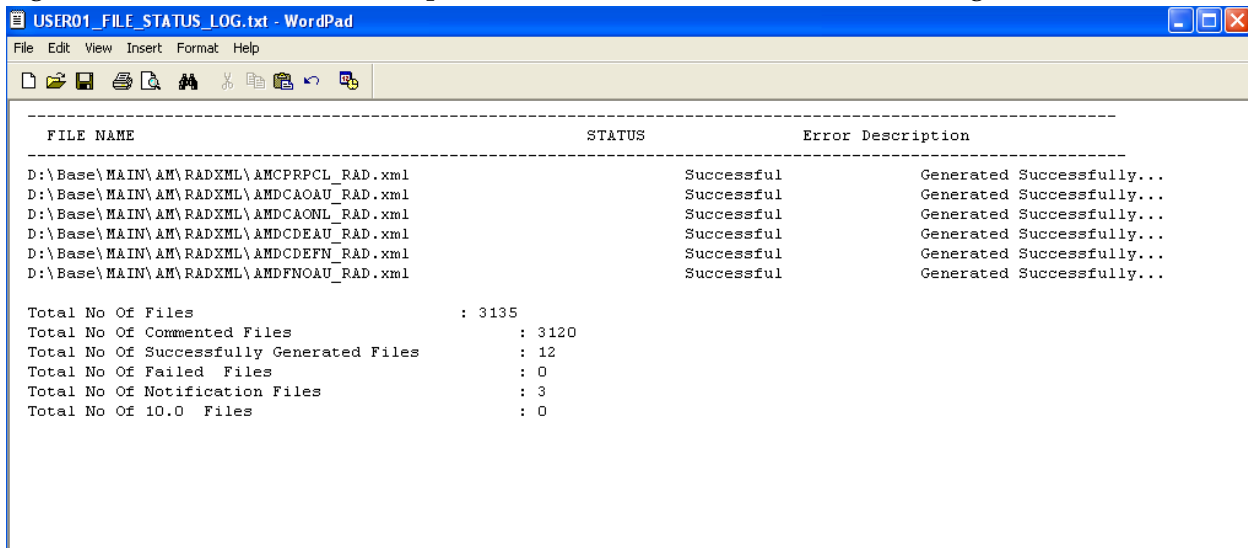 USER01_FILE_STATUS_LOG.txt - WordPad
File Edit View Insert Format Help
--------------------------------------------------------------------------------------------------------------
FILE NAME STATUS Error Description
---------------------------------------------------------------------------------------------------------------
D:\Base\MAIN\AM\RADXML\AMCPRPCL_RAD.xml Successful Generated Successfully...
D:\Base\MAIN\AM\RADXML\AMDCAOAU_RAD.xml Successful Generated Successfully...
D:\Base\MAIN\AM\RADXML\AMDCAONL_RAD.xml Successful Generated Successfully...
D:\Base\MAIN\AM\RADXML\AMDCDEAU_RAD.xml Successful Generated Successfully...
D:\Base\MAIN\AM\RADXML\AMDCDEFN_RAD.xml Successful Generated Successfully...
D:\Base\MAIN\AM\RADXML\AMDFNOAU_RAD.xml Successful Generated Successfully...
Total No Of Files : 3135
Total No Of Commented Files : 3120
Total No Of Successfully Generated Files : 12
Total No Of Failed Files : 0
Total No Of Notification Files : 3
Total No Of 10.0 Files : 0